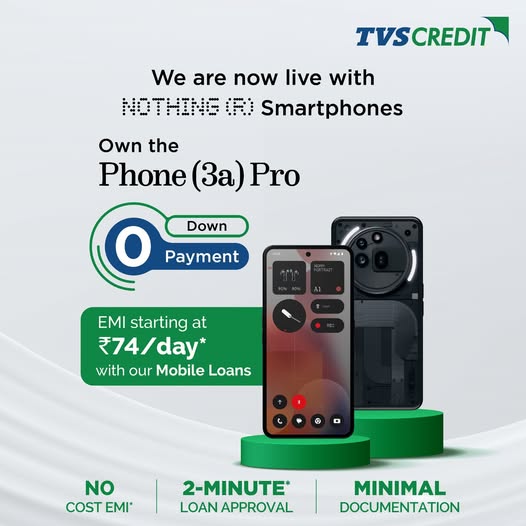 TVS CREDIT
We are now live with
NOTHING (R) Smartphones
Own the
Phone (3a) Pro
0 Down
Payment
EMI starting at
₹74/day*
with our Mobile Loans
NO
COST EMI*
2-MINUTE*
LOAN APPROVAL
MINIMAL
DOCUMENTATION